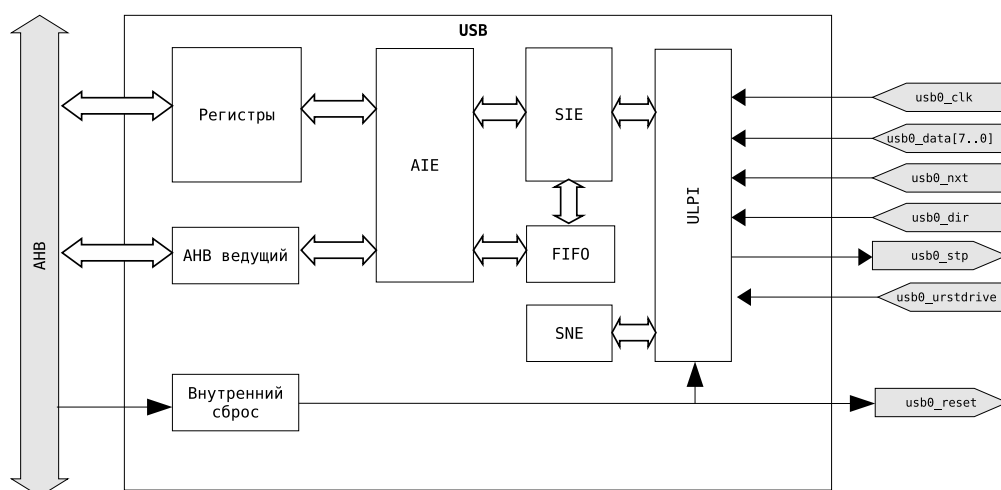 USB
AHB
Регистры
AIE
SIE
ULPI
AHB ведущий
FIFO
SNE
Внутренний
сброс
usb0_clk
usb0_data[7..0]
usb0_nxt
usb0_dir
usb0_stp
usb0_urstdrive
usb0_reset